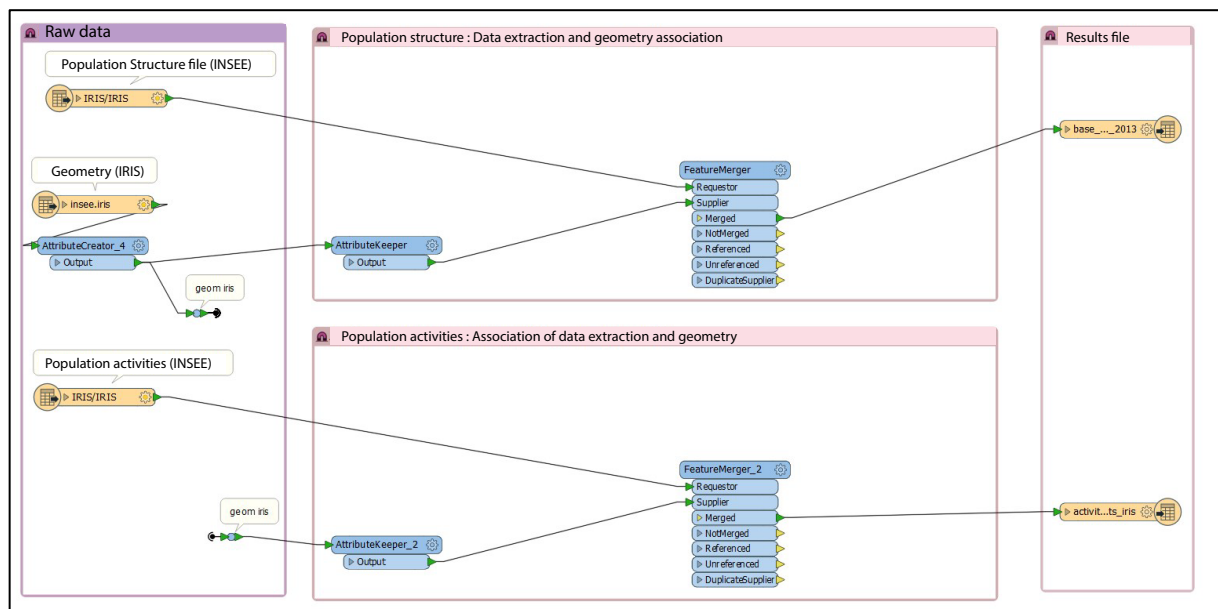 Raw data
Population Structure file (INSEE)
IRIS/IRIS
Geometry (IRIS)
insee.iris
AttributeCreator_4
Output
geom iris
Population activities (INSEE)
IRIS/IRIS
geom iris
Population structure : Data extraction and geometry association
AttributeKeeper
Output
FeatureMerger
Requestor
Supplier
Merged
NotMerged
Referenced
Unreferenced
DuplicateSupplier
Population activities : Association of data extraction and geometry
AttributeKeeper_2
Output
FeatureMerger_2
Requestor
Supplier
Merged
NotMerged
Referenced
Unreferenced
DuplicateSupplier
Results file
base_..._2013
activit...ts_iris